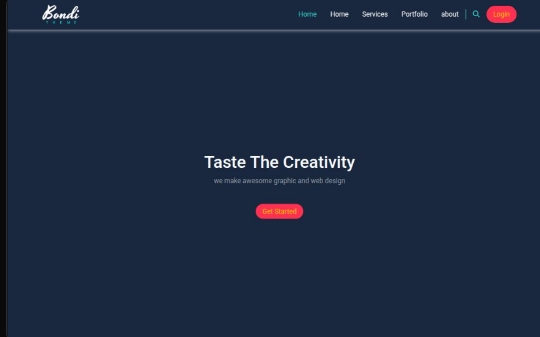 Bondi
THEME
Home
Home
Services
Portfolio
about
Login
Taste The Creativity
we make awesome graphic and web design
Get Started